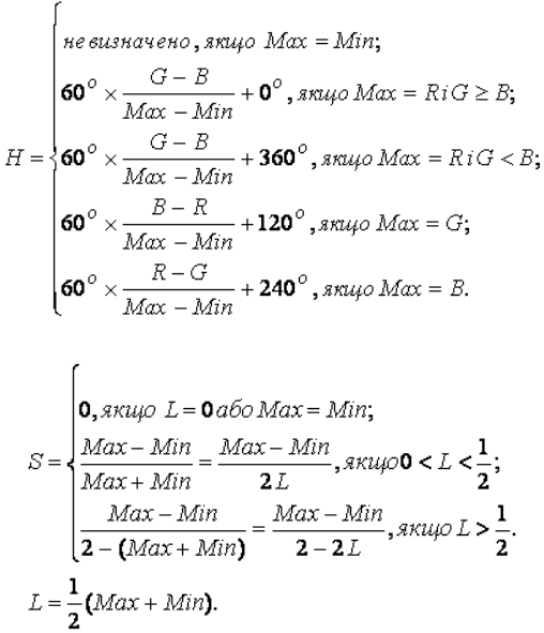 H = { не визначено, якщо Max = Min;
60° × (G − B)/(Max − Min) + 0°, якщо Max = R і G ≥ B;
60° × (G − B)/(Max − Min) + 360°, якщо Max = R і G < B;
60° × (B − R)/(Max − Min) + 120°, якщо Max = G;
60° × (R − G)/(Max − Min) + 240°, якщо Max = B.
S = { 0, якщо L = 0 або Max = Min;
(Max − Min)/(Max + Min) = (Max − Min)/(2L), якщо 0 < L < 1/2;
(Max − Min)/(2 − (Max + Min)) = (Max − Min)/(2 − 2L), якщо L > 1/2.
L = 1/2 (Max + Min).